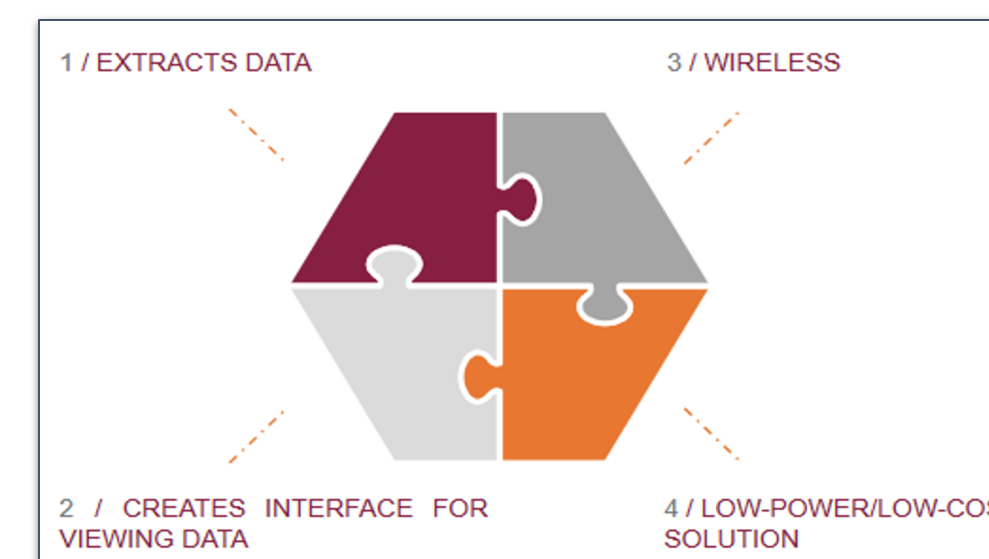 1 / EXTRACTS DATA
3 / WIRELESS
2 / CREATES INTERFACE FOR
VIEWING DATA
4 / LOW-POWER/LOW-COS
SOLUTION